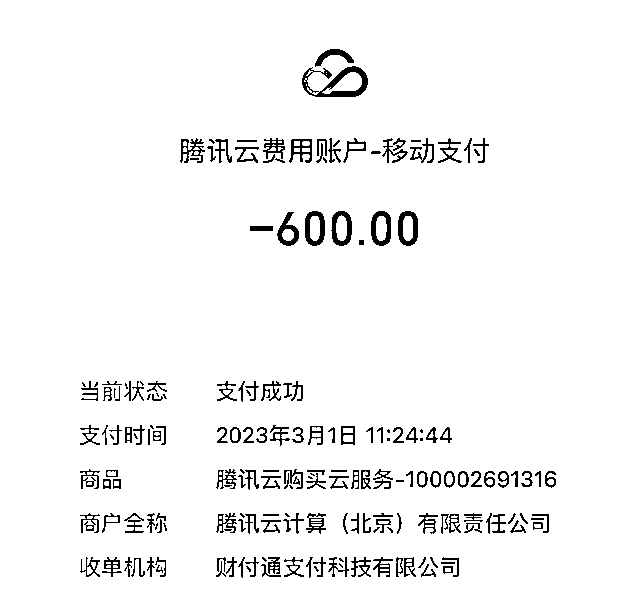 腾讯云费用账户-移动支付
-600.00
当前状态 支付成功
支付时间 2023年3月1日 11:24:44
商品 腾讯云购买云服务-100002691316
商户全称 腾讯云计算（北京）有限责任公司
收单机构 财付通支付科技有限公司